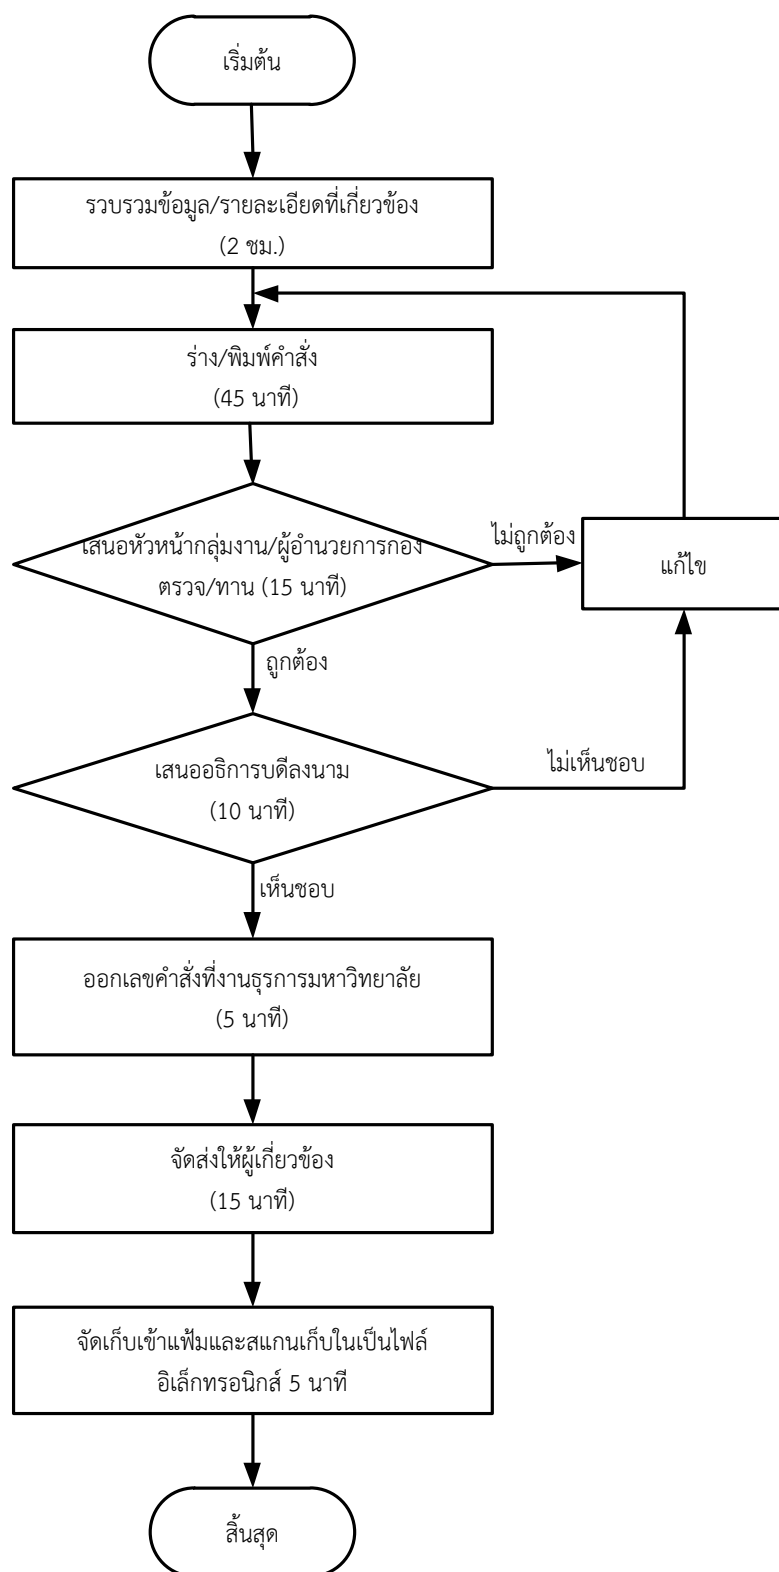 เริ่มต้น
รวบรวมข้อมูล/รายละเอียดที่เกี่ยวข้อง
(2 ชม.)
ร่าง/พิมพ์คำสั่ง
(45 นาที)
เสนอหัวหน้ากลุ่มงาน/ผู้อำนวยการกอง
ตรวจ/ทาน (15 นาที)
ไม่ถูกต้อง
แก้ไข
ถูกต้อง
เสนออธิการบดีลงนาม
(10 นาที)
ไม่เห็นชอบ
เห็นชอบ
ออกเลขคำสั่งที่งานธุรการมหาวิทยาลัย
(5 นาที)
จัดส่งให้ผู้เกี่ยวข้อง
(15 นาที)
จัดเก็บเข้าแฟ้มและสแกนเก็บในเป็นไฟล์
อิเล็กทรอนิกส์ 5 นาที
สิ้นสุด